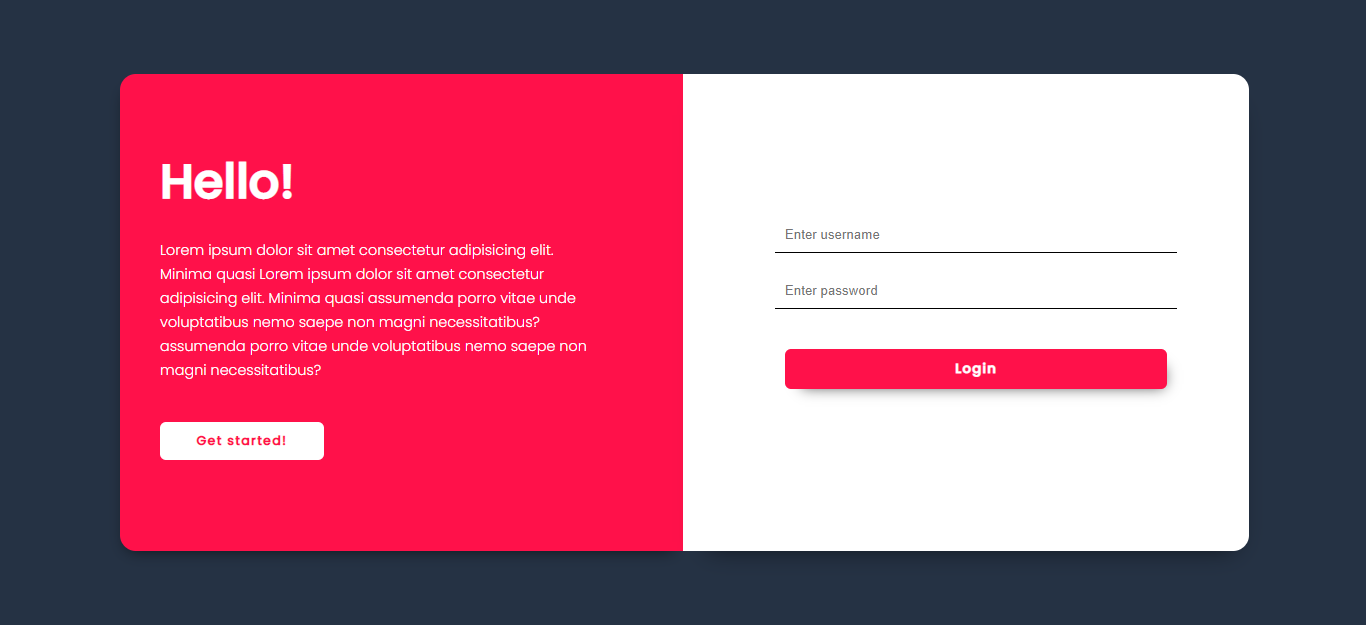 Hello!
Lorem ipsum dolor sit amet consectetur adipisicing elit.
Minima quasi Lorem ipsum dolor sit amet consectetur
adipisicing elit. Minima quasi assumenda porro vitae unde
voluptatibus nemo saepe non magni necessitatibus?
assumenda porro vitae unde voluptatibus nemo saepe non
magni necessitatibus?
Get started!
Enter username
Enter password
Login